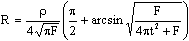 R = ρ/(4√(πF)) (π/2 + arcsin √(F/(4πt² + F)))